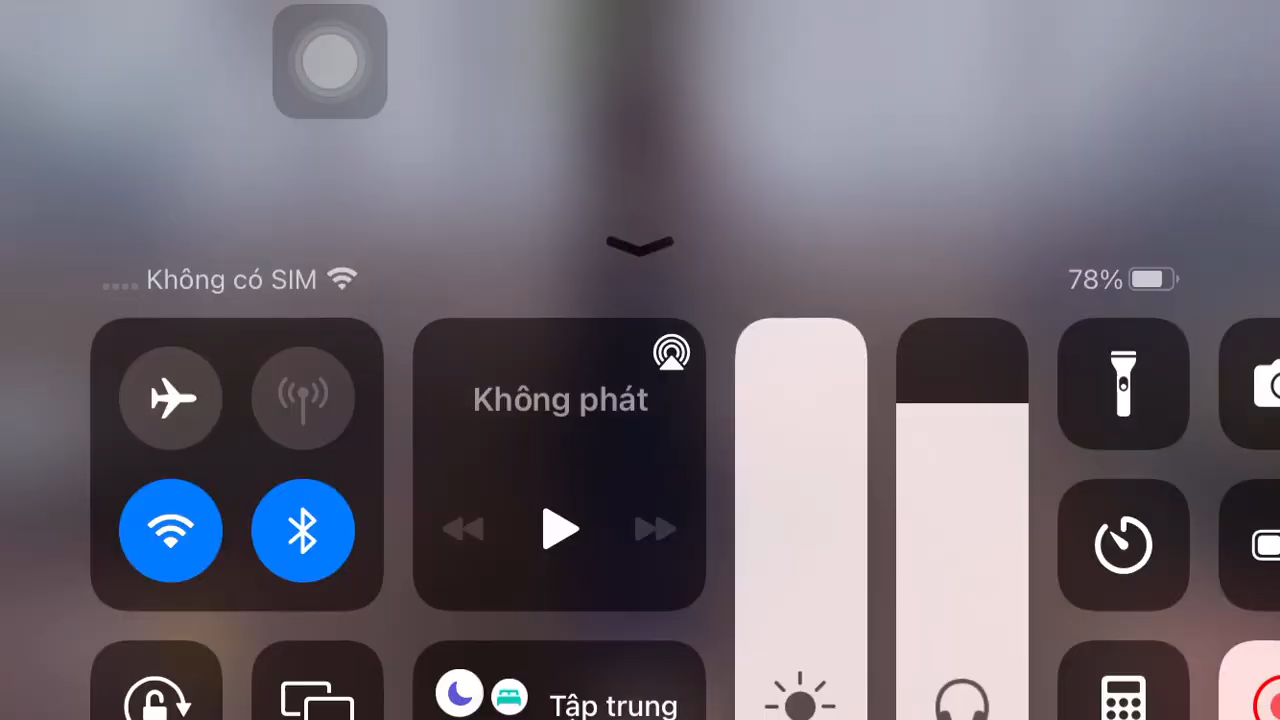 Không có SIM
78%
Không phát
Tập trung